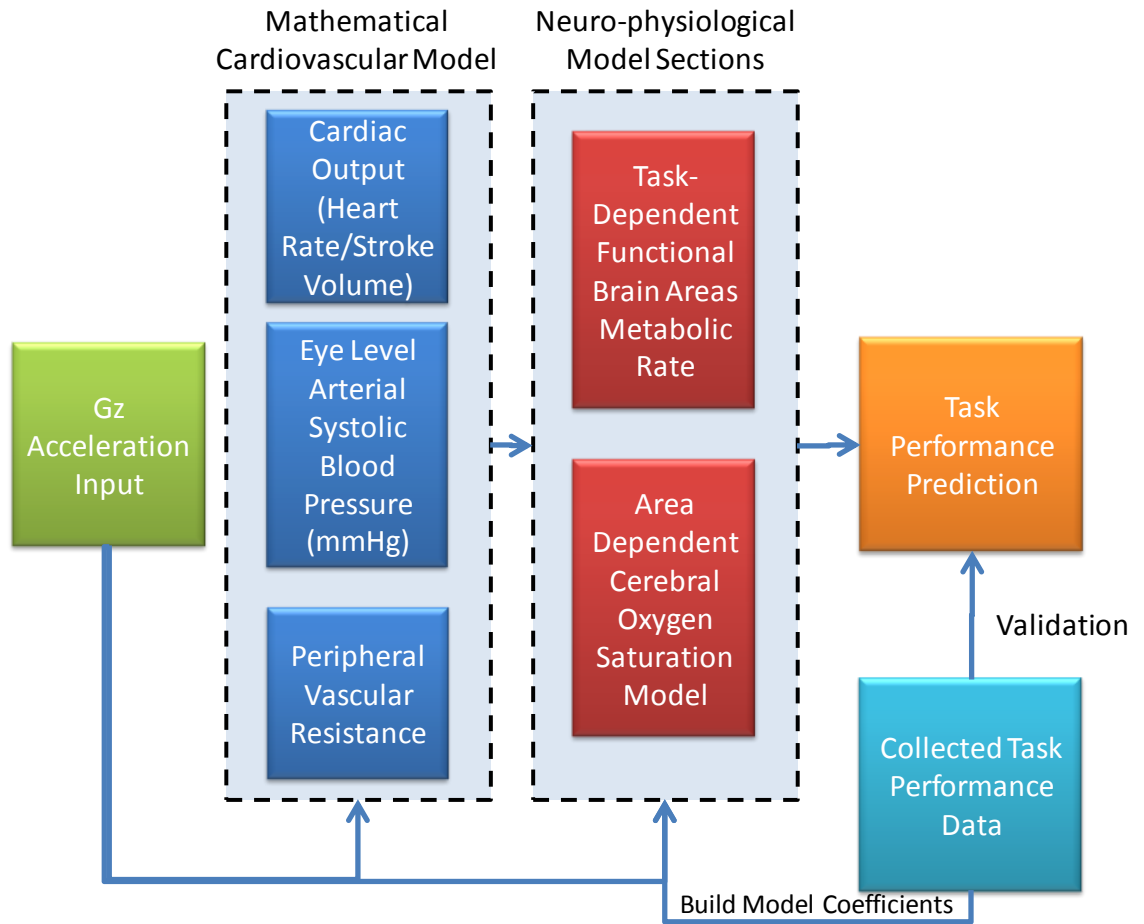 Mathematical
Cardiovascular Model
Neuro-physiological
Model Sections
Cardiac
Output
(Heart
Rate/Stroke
Volume)
Eye Level
Arterial
Systolic
Blood
Pressure
(mmHg)
Peripheral
Vascular
Resistance
Task-
Dependent
Functional
Brain Areas
Metabolic
Rate
Area
Dependent
Cerebral
Oxygen
Saturation
Model
Gz
Acceleration
Input
Task
Performance
Prediction
Validation
Collected Task
Performance
Data
Build Model Coefficients